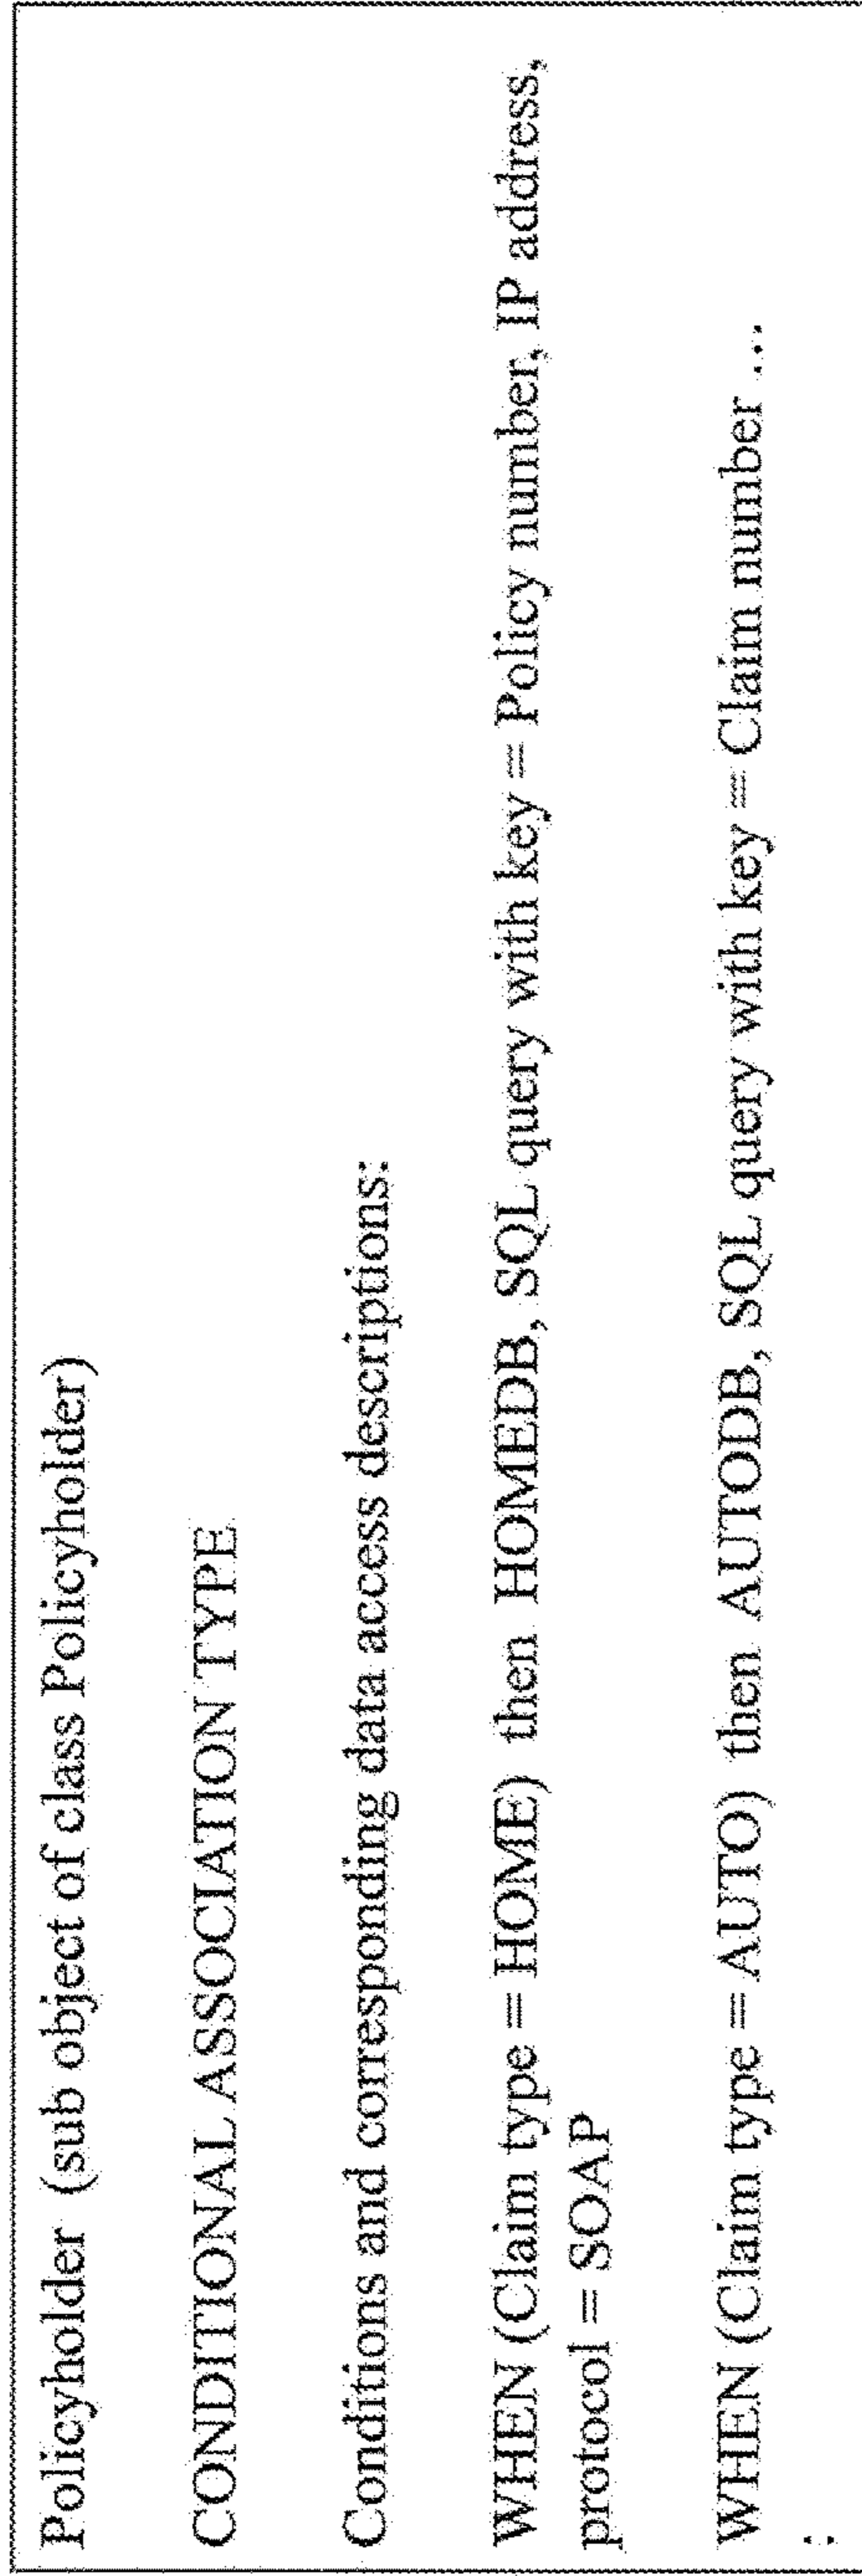 Policyholder (sub object of class Policyholder)
CONDITIONAL ASSOCIATION TYPE
Conditions and corresponding data access descriptions:
WHEN (Claim type = HOME) then HOMEDB, SQL query with key = Policy number, IP address,
protocol = SOAP
WHEN (Claim type = AUTO) then AUTODB, SQL query with key = Claim number ...
: